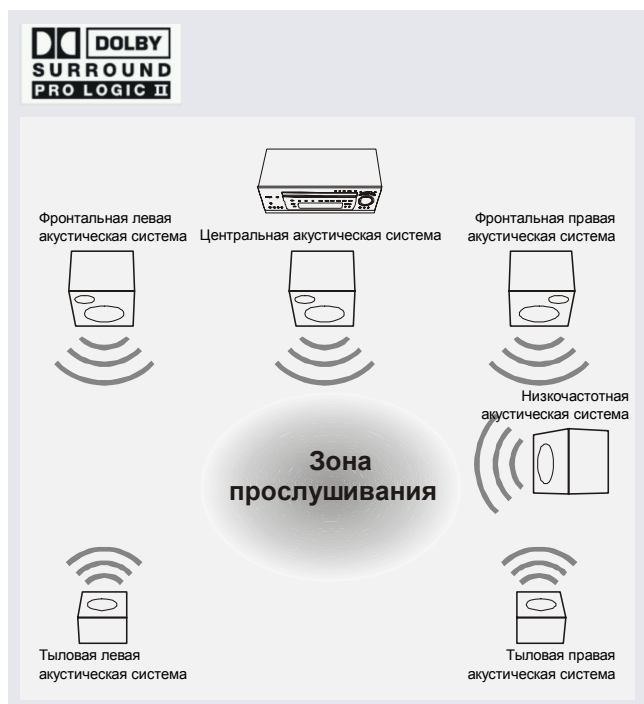 DOLBY
SURROUND
PRO LOGIC II
Фронтальная левая
акустическая система
Центральная акустическая система
Фронтальная правая
акустическая система
Низкочастотная
акустическая система
Зона
прослушивания
Тыловая левая
акустическая система
Тыловая правая
акустическая система